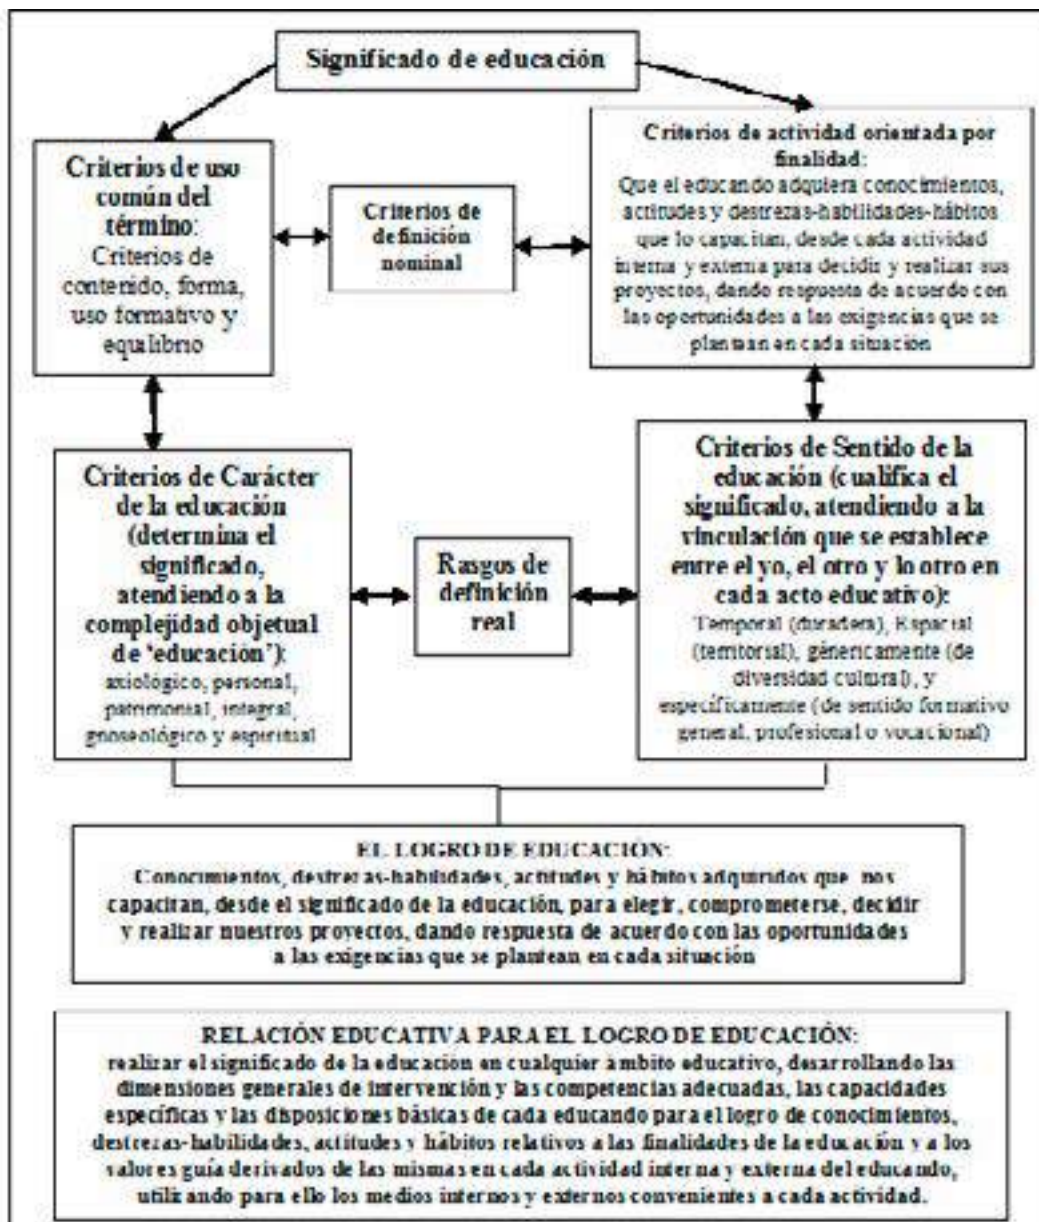 Significado de educación
Criterios de uso
común del
término:
Criterios de
contenido, forma,
uso formativo y
equilibrio
Criterios de
definición
nominal
Criterios de actividad orientada por
finalidad:
Que el educando adquiera conocimientos,
actitudes y destrezas-habilidades-hábitos
que lo capacitan, desde cada actividad
interna y externa para decidir y realizar sus
proyectos, dando respuesta de acuerdo con
las oportunidades a las exigencias que se
plantean en cada situación
Criterios de Carácter
de la educación
(determina el
significado,
atendiendo a la
complejidad objetual
de ‘educación’):
axiológico, personal,
patrimonial, integral,
gnoseológico y espiritual
Rasgos de
definición
real
Criterios de Sentido de la
educación (cualifica el
significado, atendiendo a la
vinculación que se establece
entre el yo, el otro y lo otro en
cada acto educativo):
Temporal (duradera), Espacial
(territorial), génericamente (de
diversidad cultural), y
específicamente (de sentido formativo
general, profesional o vocacional)
EL LOGRO DE EDUCACIÓN:
Conocimientos, destrezas-habilidades, actitudes y hábitos adquiridos que nos
capacitan, desde el significado de la educación, para elegir, comprometerse, decidir
y realizar nuestros proyectos, dando respuesta de acuerdo con las oportunidades
a las exigencias que se plantean en cada situación
RELACIÓN EDUCATIVA PARA EL LOGRO DE EDUCACIÓN:
realizar el significado de la educación en cualquier ámbito educativo, desarrollando las
dimensiones generales de intervención y las competencias adecuadas, las capacidades
específicas y las disposiciones básicas de cada educando para el logro de conocimientos,
destrezas-habilidades, actitudes y hábitos relativos a las finalidades de la educación y a los
valores guía derivados de las mismas en cada actividad interna y externa del educando,
utilizando para ello los medios internos y externos convenientes a cada actividad.